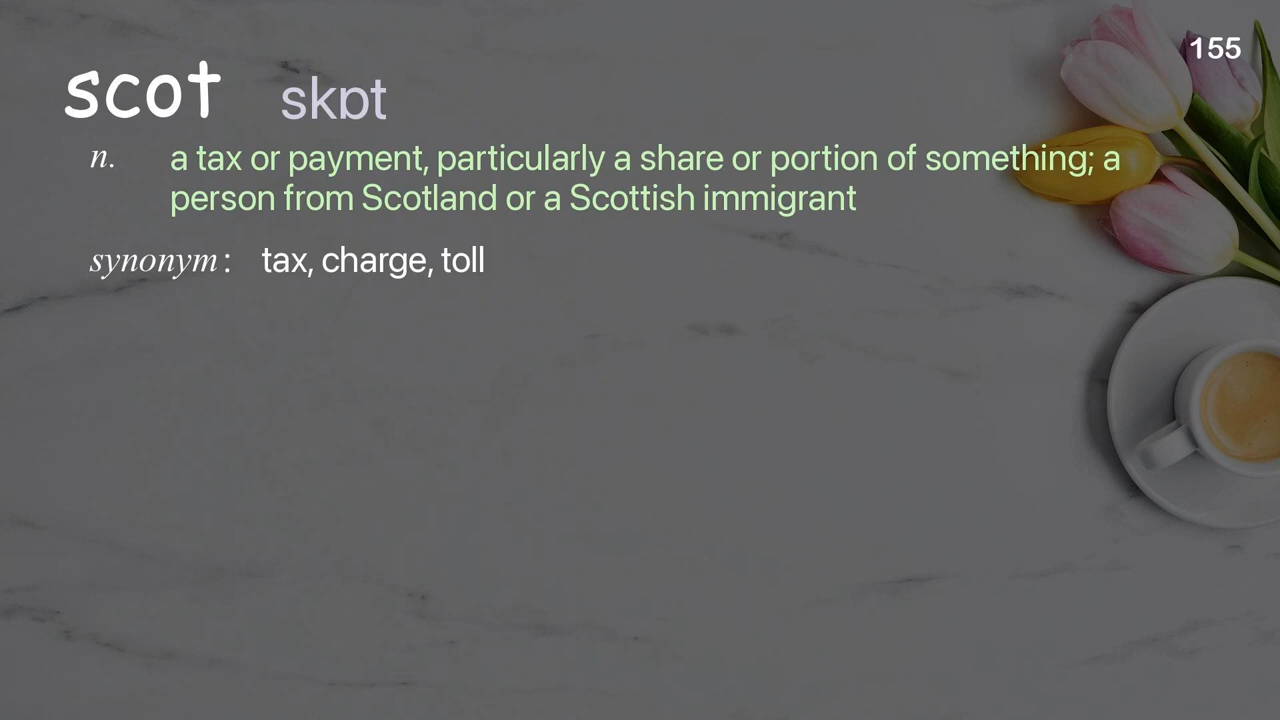 155
scot skɒt
n. a tax or payment, particularly a share or portion of something; a
person from Scotland or a Scottish immigrant
synonym : tax, charge, toll